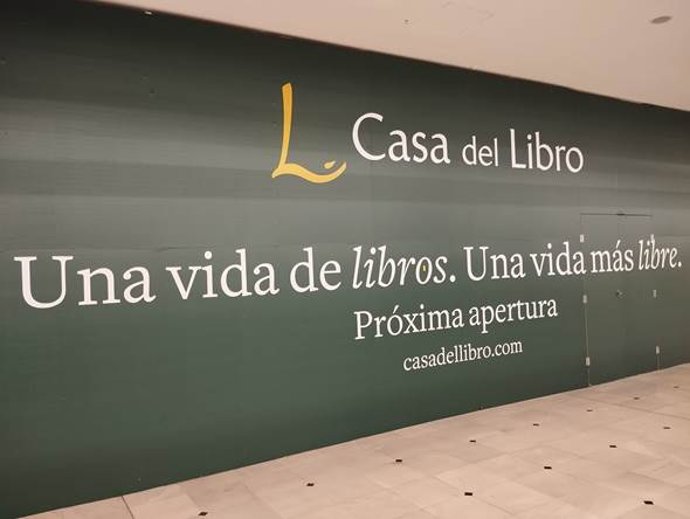 L Casa del Libro
Una vida de libros. Una vida más libre.
Próxima apertura
casadellibro.com